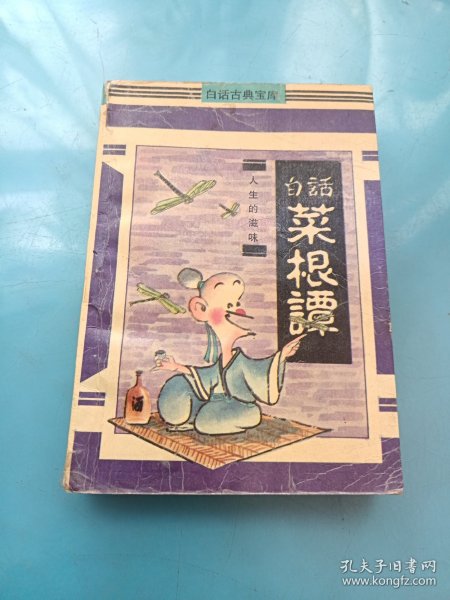 白话古典宝库
人生的滋味
白話
菜根譚
酒
孔夫子旧书网
www.kongfz.com